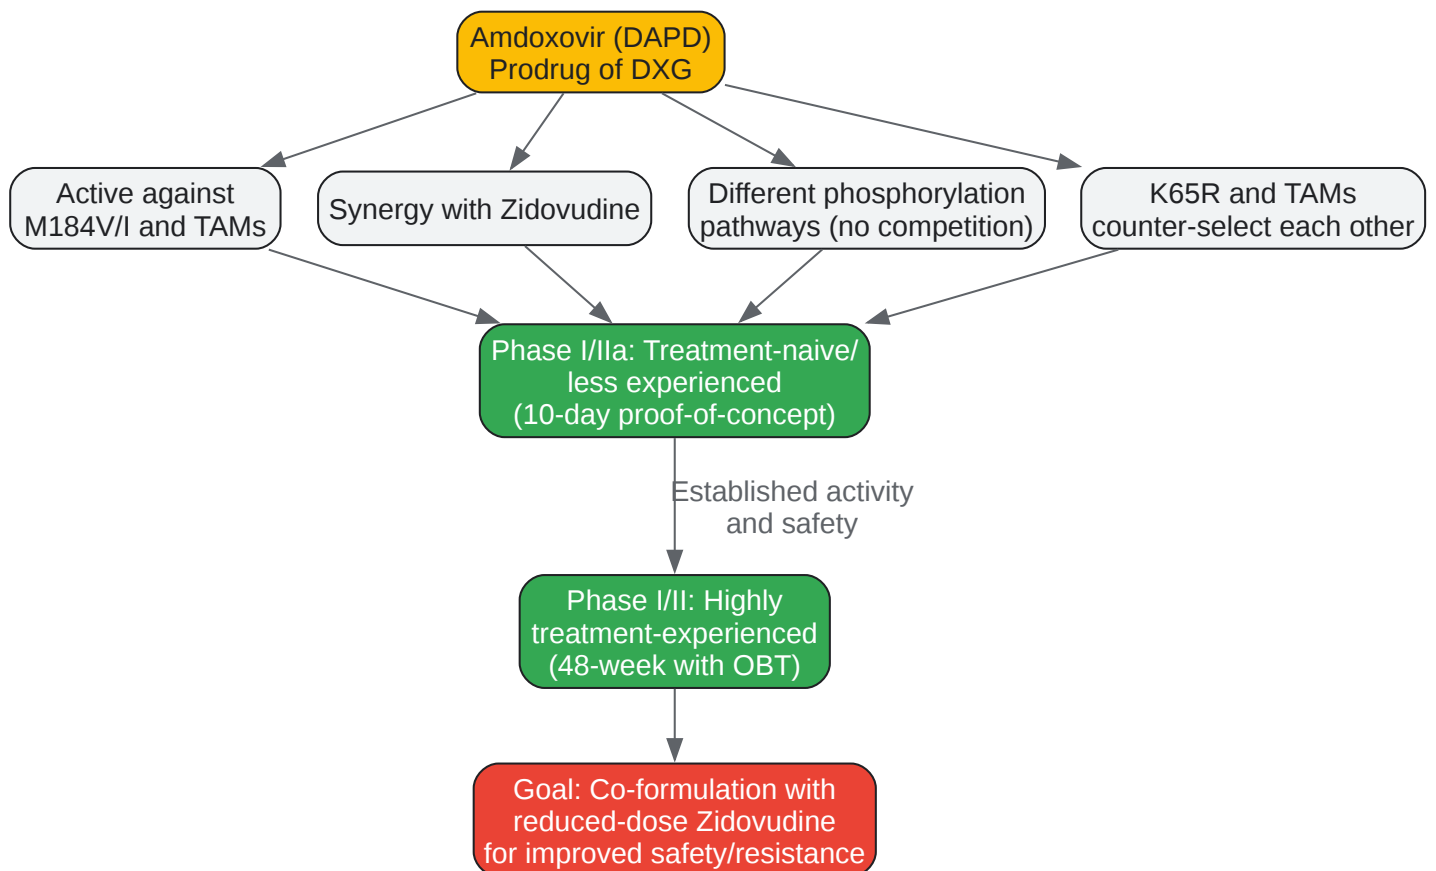 Amdoxovir (DAPD)
Prodrug of DXG
Active against
M184V/I and TAMs
Synergy with Zidovudine
Different phosphorylation
pathways (no competition)
K65R and TAMs
counter-select each other
Phase I/IIa: Treatment-naive/
less experienced
(10-day proof-of-concept)
Established activity
and safety
Phase I/II: Highly
treatment-experienced
(48-week with OBT)
Goal: Co-formulation with
reduced-dose Zidovudine
for improved safety/resistance